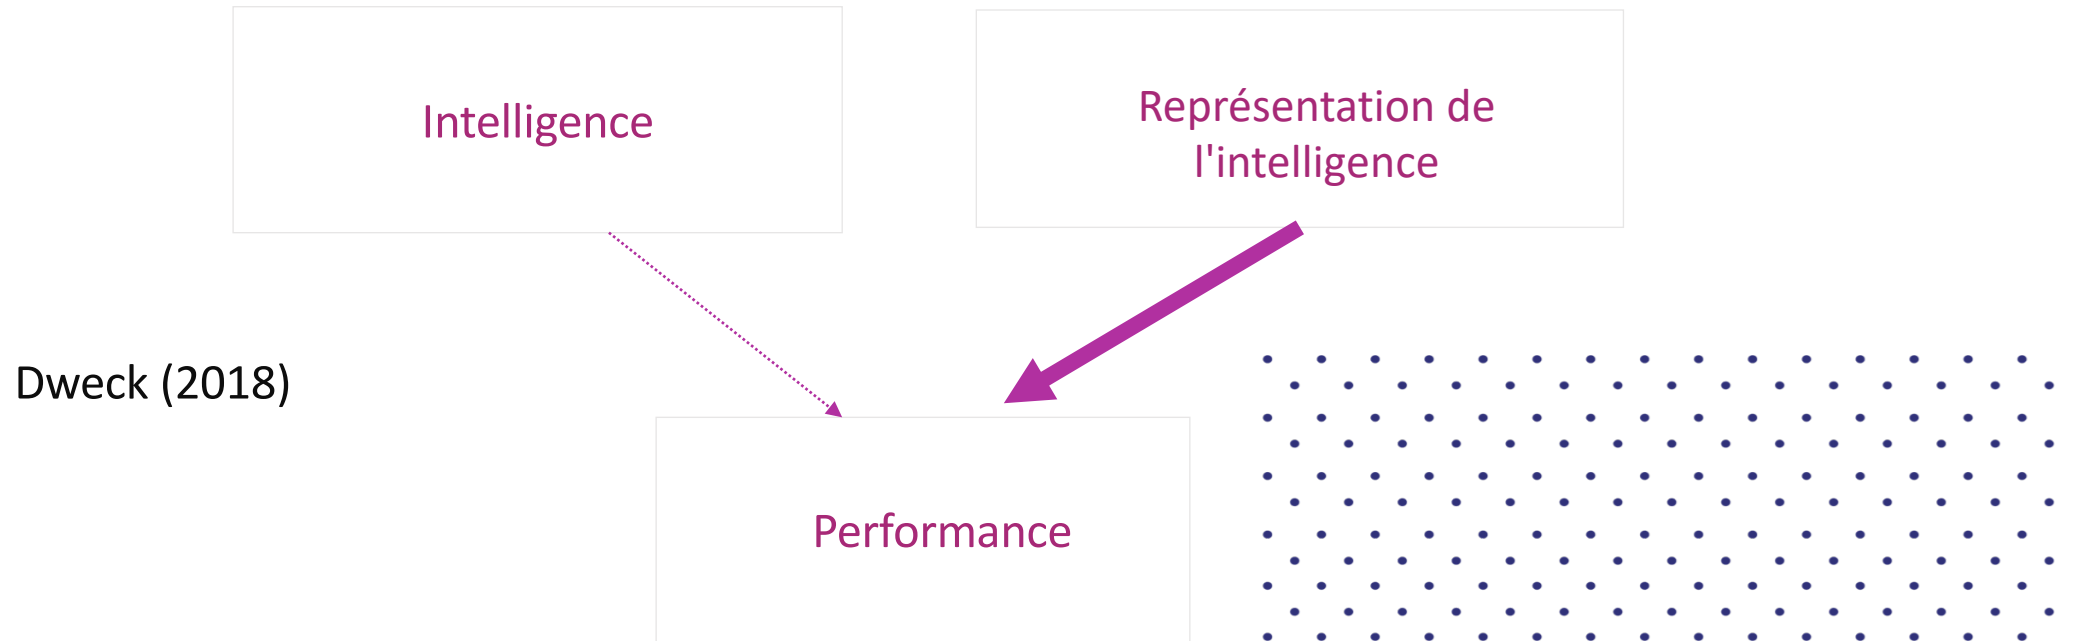 Intelligence
Représentation de
l'intelligence
Dweck (2018)
Performance